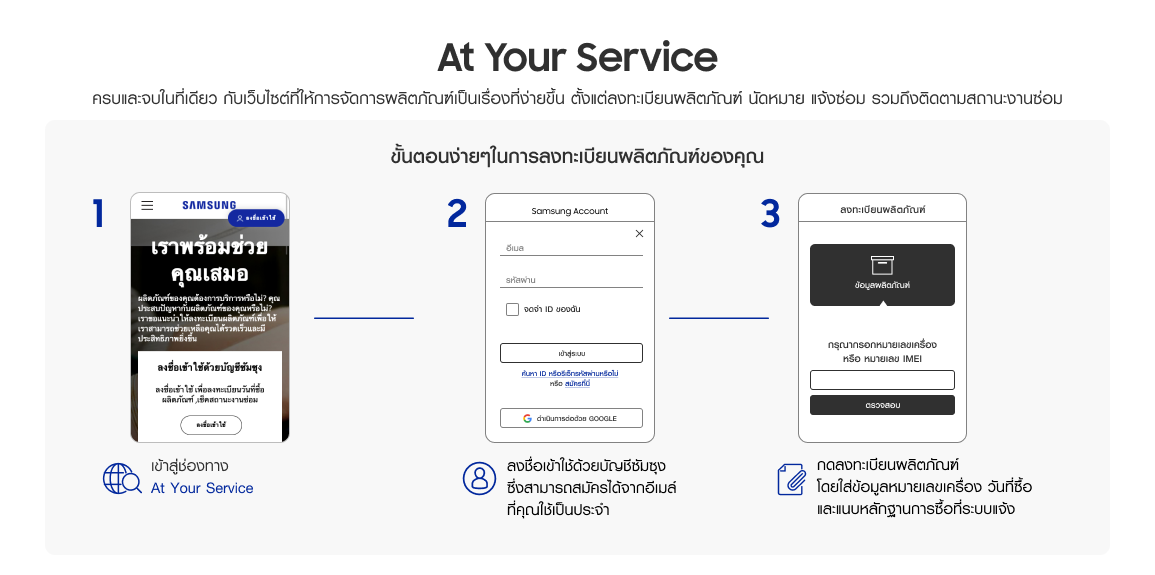 At Your Service
ครบและจบในที่เดียว กับเว็บไซต์ที่ให้การจัดการผลิตภัณฑ์เป็นเรื่องที่ง่ายขึ้น ตั้งแต่ลงทะเบียนผลิตภัณฑ์ นัดหมาย แจ้งซ่อม รวมถึงติดตามสถานะงานซ่อม
ขั้นตอนง่ายๆในการลงทะเบียนผลิตภัณฑ์ของคุณ
1
SAMSUNG
ลงชื่อเข้าใช้
เราพร้อมช่วย
คุณเสมอ
ผลิตภัณฑ์ของคุณต้องการบริการหรือไม่? คุณ
ประสบปัญหากับผลิตภัณฑ์ของคุณหรือไม่?
เราขอแนะนำให้ลงทะเบียนผลิตภัณฑ์เพื่อให้
เราสามารถช่วยเหลือคุณได้รวดเร็วและมี
ประสิทธิภาพยิ่งขึ้น
ลงชื่อเข้าใช้ด้วยบัญชีซัมซุง
ลงชื่อเข้าใช้ เพื่อลงทะเบียนวันที่ซื้อ
ผลิตภัณฑ์ ,เช็คสถานะงานซ่อม
ลงชื่อเข้าใช้
เข้าสู่ช่องทาง
At Your Service
2
Samsung Account
อีเมล
รหัสผ่าน
จดจำ ID ของฉัน
เข้าสู่ระบบ
ค้นหา ID หรือรีเซ็ทรหัสผ่านหรือไม่
หรือ สมัครที่นี่
ดำเนินการต่อด้วย GOOGLE
ลงชื่อเข้าใช้ด้วยบัญชีซัมซุง
ซึ่งสามารถสมัครได้จากอีเมล์
ที่คุณใช้เป็นประจำ
3
ลงทะเบียนผลิตภัณฑ์
ข้อมูลผลิตภัณฑ์
กรุณากรอกหมายเลขเครื่อง
หรือ หมายเลข IMEI
ตรวจสอบ
กดลงทะเบียนผลิตภัณฑ์
โดยใส่ข้อมูลหมายเลขเครื่อง วันที่ซื้อ
และแนบหลักฐานการซื้อที่ระบบแจ้ง